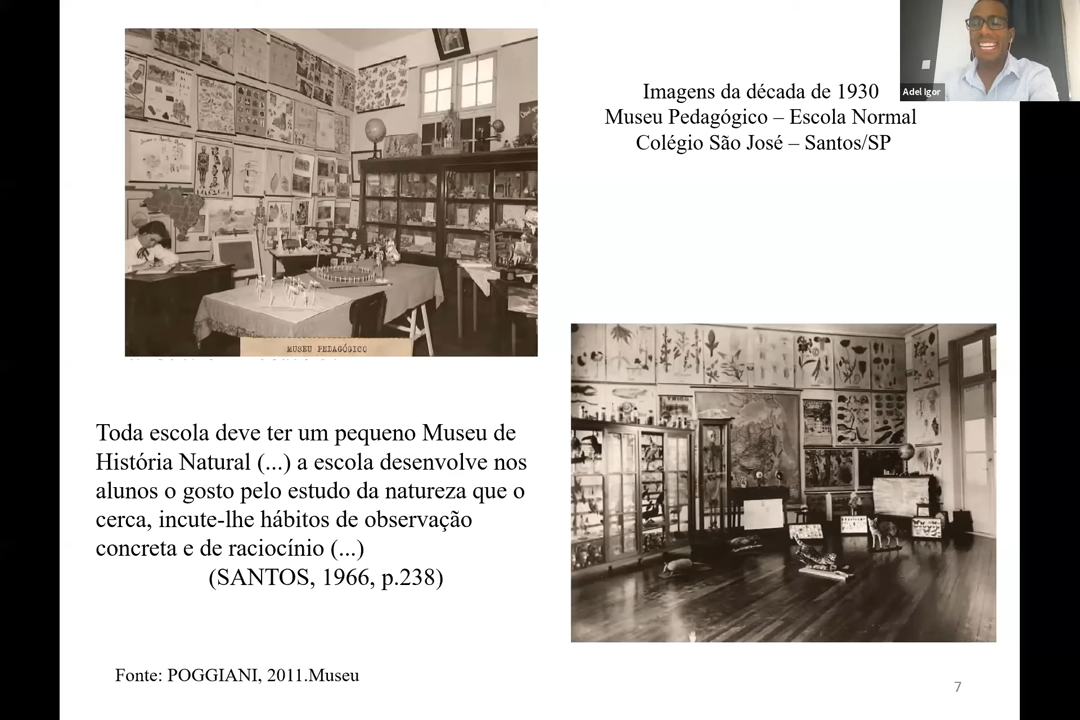 Adel Igor
Imagens da década de 1930
Museu Pedagógico – Escola Normal
Colégio São José – Santos/SP
MUSEU PEDAGÓGICO
Toda escola deve ter um pequeno Museu de
História Natural (...) a escola desenvolve nos
alunos o gosto pelo estudo da natureza que o
cerca, incute-lhe hábitos de observação
concreta e de raciocínio (...)
(SANTOS, 1966, p.238)
Fonte: POGGIANI, 2011.Museu
7